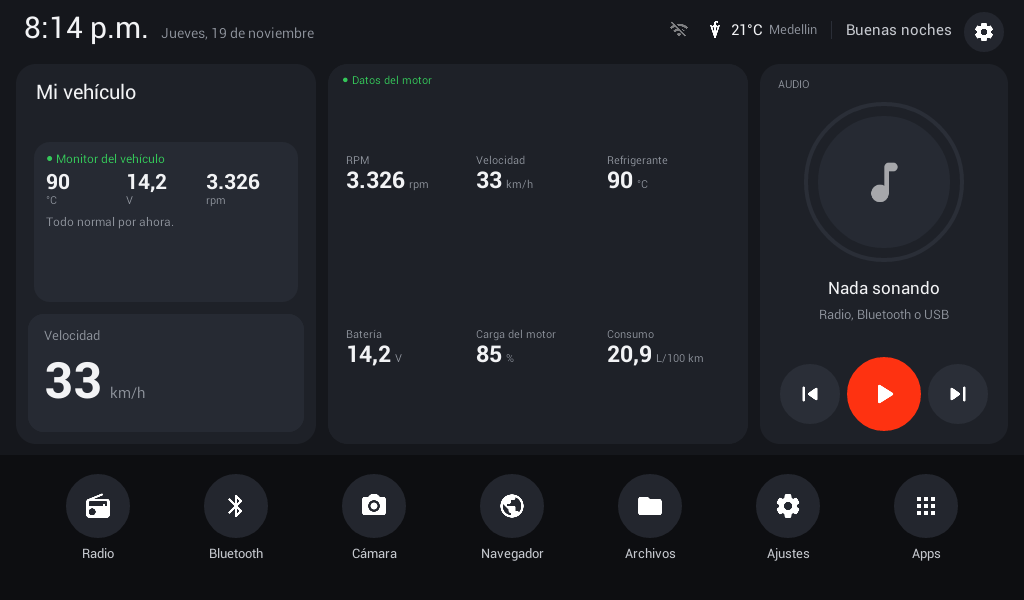 8:14 p.m. Jueves, 19 de noviembre
21°C Medellin
Buenas noches
Mi vehículo
Monitor del vehículo
90 14,2 3.326
°C V rpm
Todo normal por ahora.
Velocidad
33 km/h
Datos del motor
RPM Velocidad Refrigerante
3.326 rpm 33 km/h 90 °C
Batería Carga del motor Consumo
14,2 V 85 % 20,9 L/100 km
AUDIO
Nada sonando
Radio, Bluetooth o USB
Radio Bluetooth Cámara Navegador Archivos Ajustes Apps